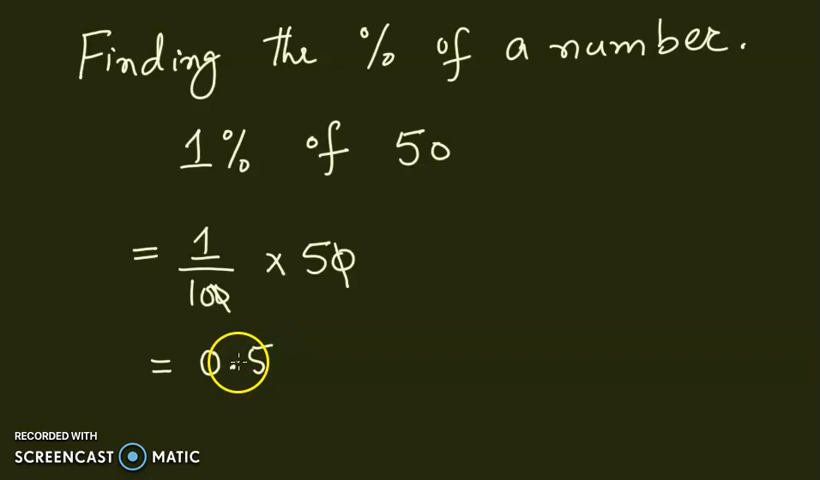 Finding the % of a number.
1% of 50
= 1/100 × 50
= 0.5
RECORDED WITH
SCREENCAST MATIC